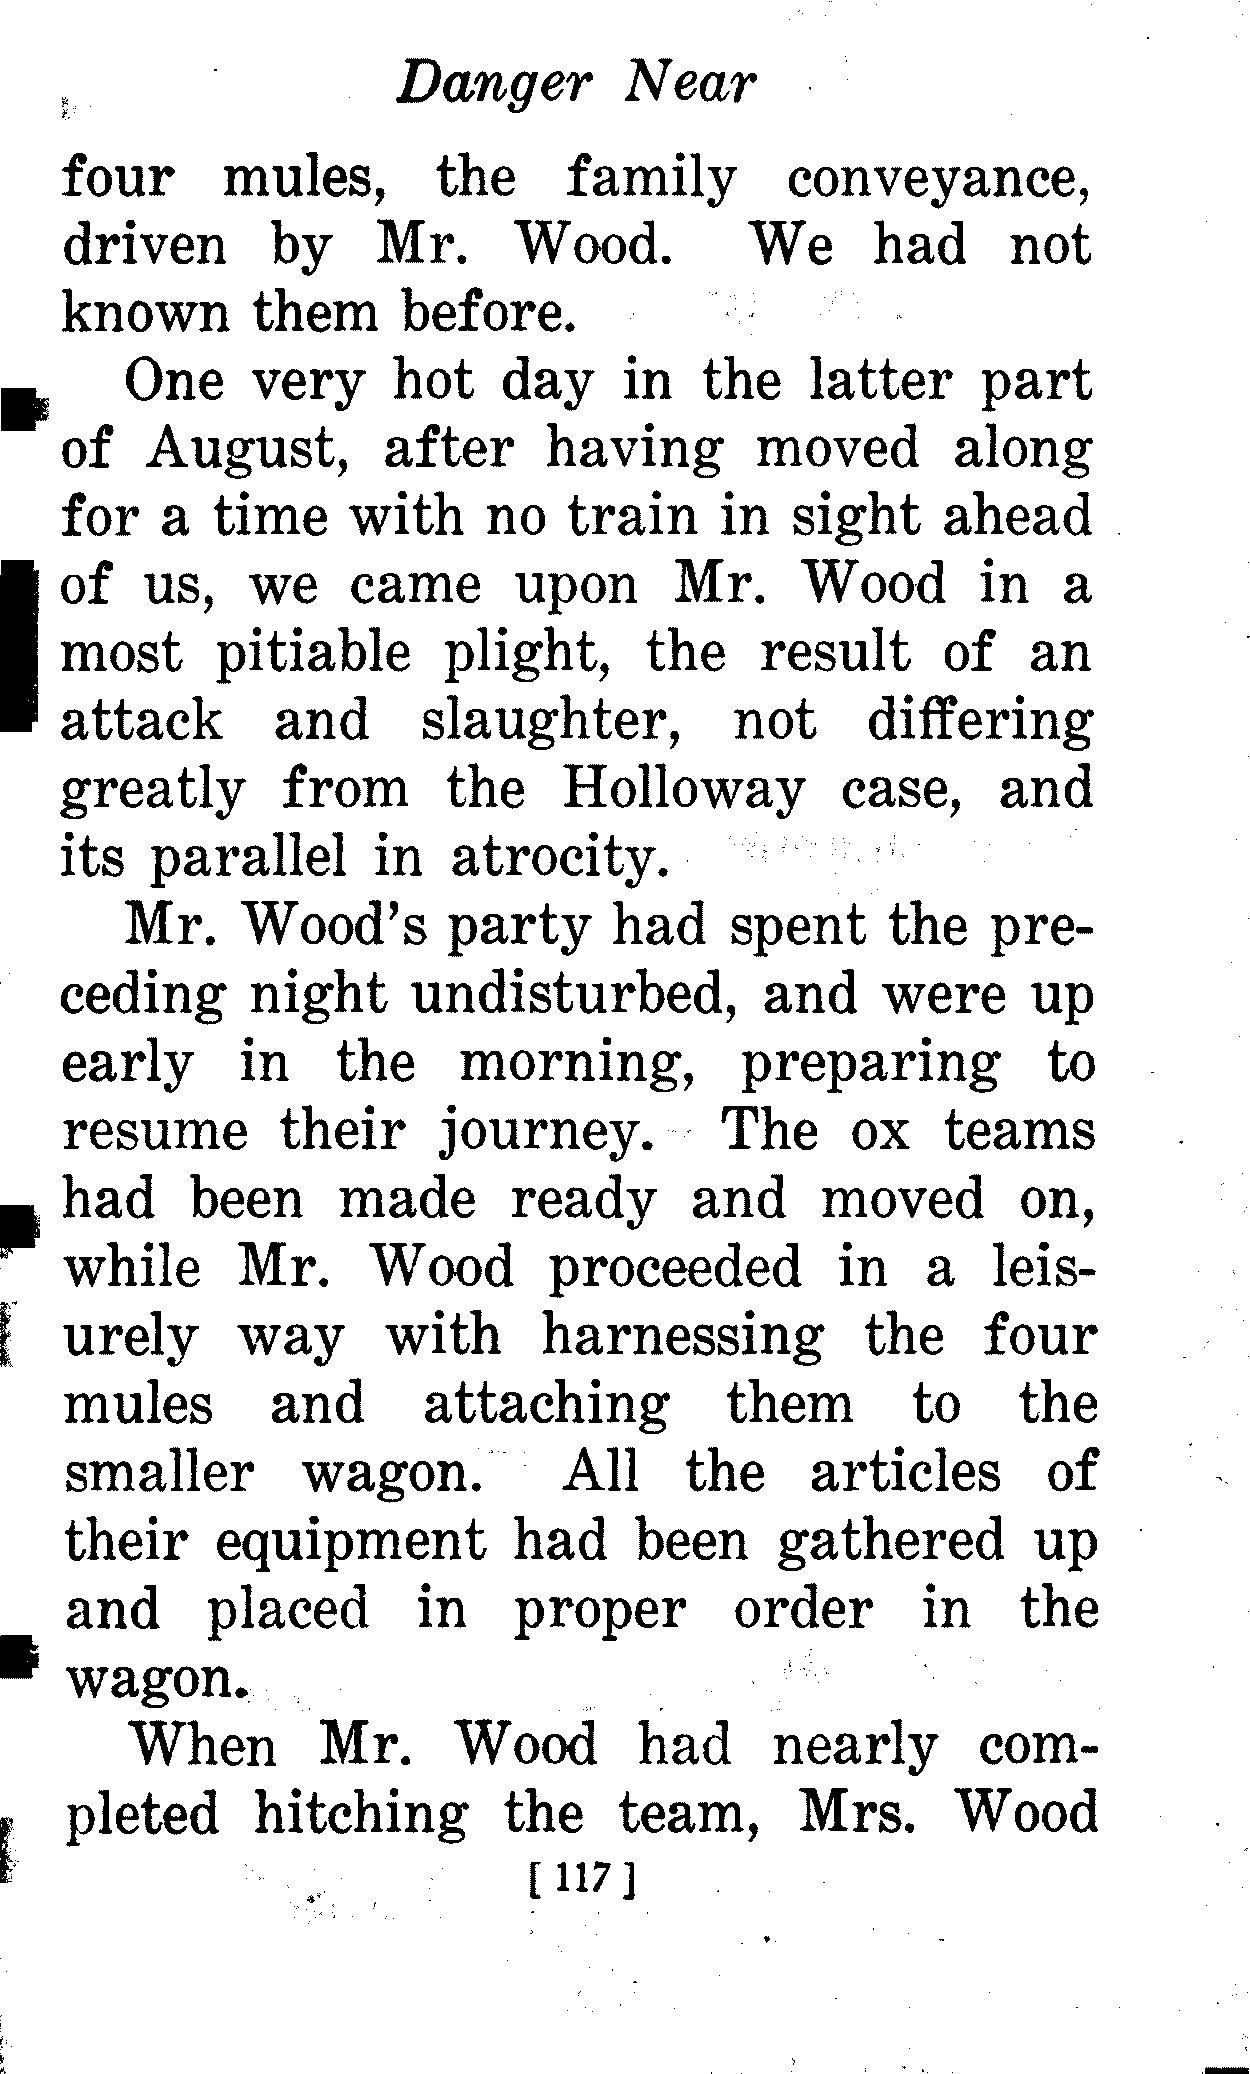 Danger Near
four mules, the family conveyance,
driven by Mr. Wood. We had not
known them before.
One very hot day in the latter part
of August, after having moved along
for a time with no train in sight ahead
of us, we came upon Mr. Wood in a
most pitiable plight, the result of an
attack and slaughter, not differing
greatly from the Holloway case, and
its parallel in atrocity.
Mr. Wood's party had spent the pre-
ceding night undisturbed, and were up
early in the morning, preparing to
resume their journey. The ox teams
had been made ready and moved on,
while Mr. Wood proceeded in a leis-
urely way with harnessing the four
mules and attaching them to the
smaller wagon. All the articles of
their equipment had been gathered up
and placed in proper order in the
wagon.
When Mr. Wood had nearly com-
pleted hitching the team, Mrs. Wood
[ 117 ]